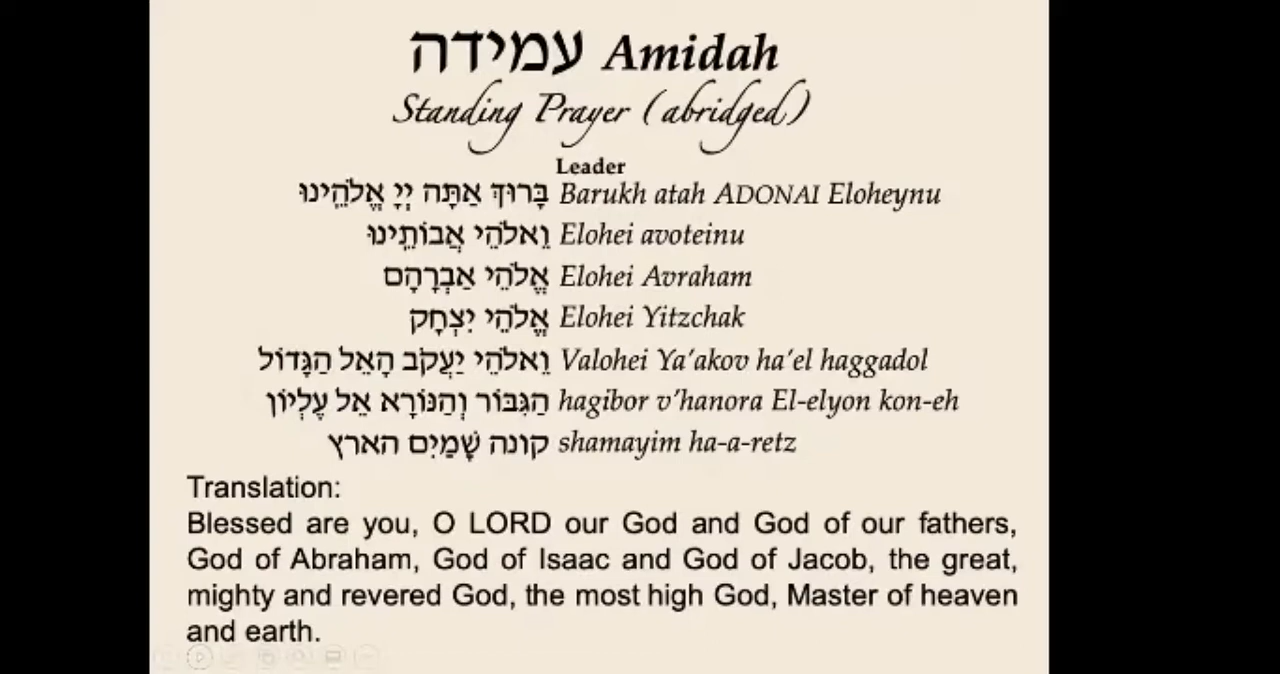 עמידה Amidah
Standing Prayer (abridged)
Leader
בָּרוּךְ אַתָּה יְיָ אֱלֹהֵֽינוּ Barukh atah ADONAI Eloheynu
וֵאלֹהֵי אֲבוֹתֵֽינוּ Elohei avoteinu
אֱלֹהֵי אַבְרָהָם Elohei Avraham
אֱלֹהֵי יִצְחָק Elohei Yitzchak
וֵאלֹהֵי יַעֲקֹב הָאֵל הַגָּדוֹל Valohei Ya’akov ha’el haggadol
הַגִּבּוֹר וְהַנּוֹרָא אֵל עֶלְיוֹן hagibor v’hanora El-elyon kon-eh
קונה שָׁמַיִם הארץ shamayim ha-a-retz
Translation:
Blessed are you, O LORD our God and God of our fathers,
God of Abraham, God of Isaac and God of Jacob, the great,
mighty and revered God, the most high God, Master of heaven
and earth.